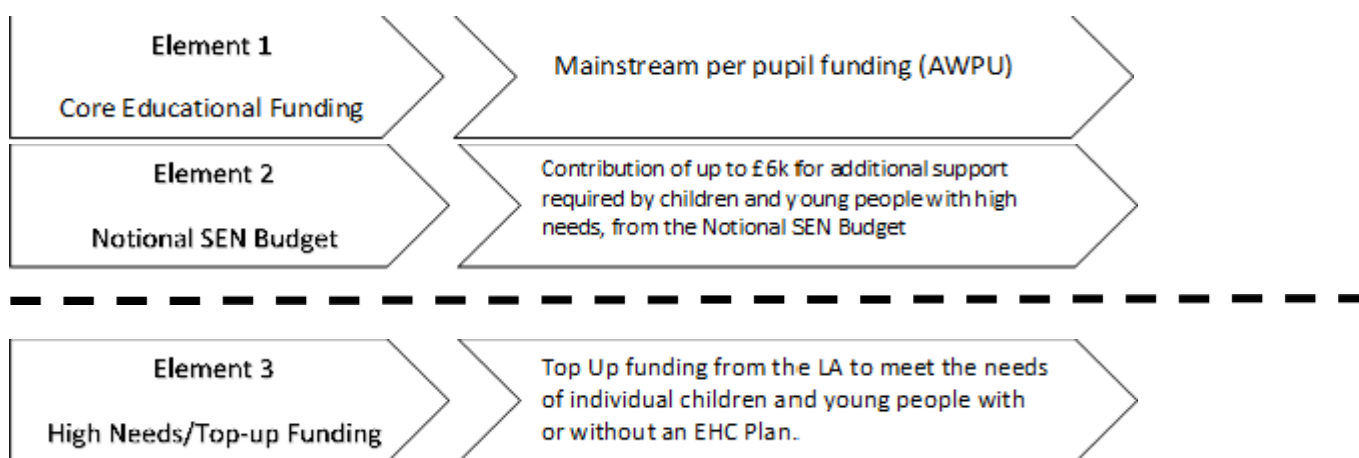 Element 1
Core Educational Funding
Mainstream per pupil funding (AWPU)
Element 2
Notional SEN Budget
Contribution of up to £6k for additional support
required by children and young people with high
needs, from the Notional SEN Budget
Element 3
High Needs/Top-up Funding
Top Up funding from the LA to meet the needs
of individual children and young people with
or without an EHC Plan..